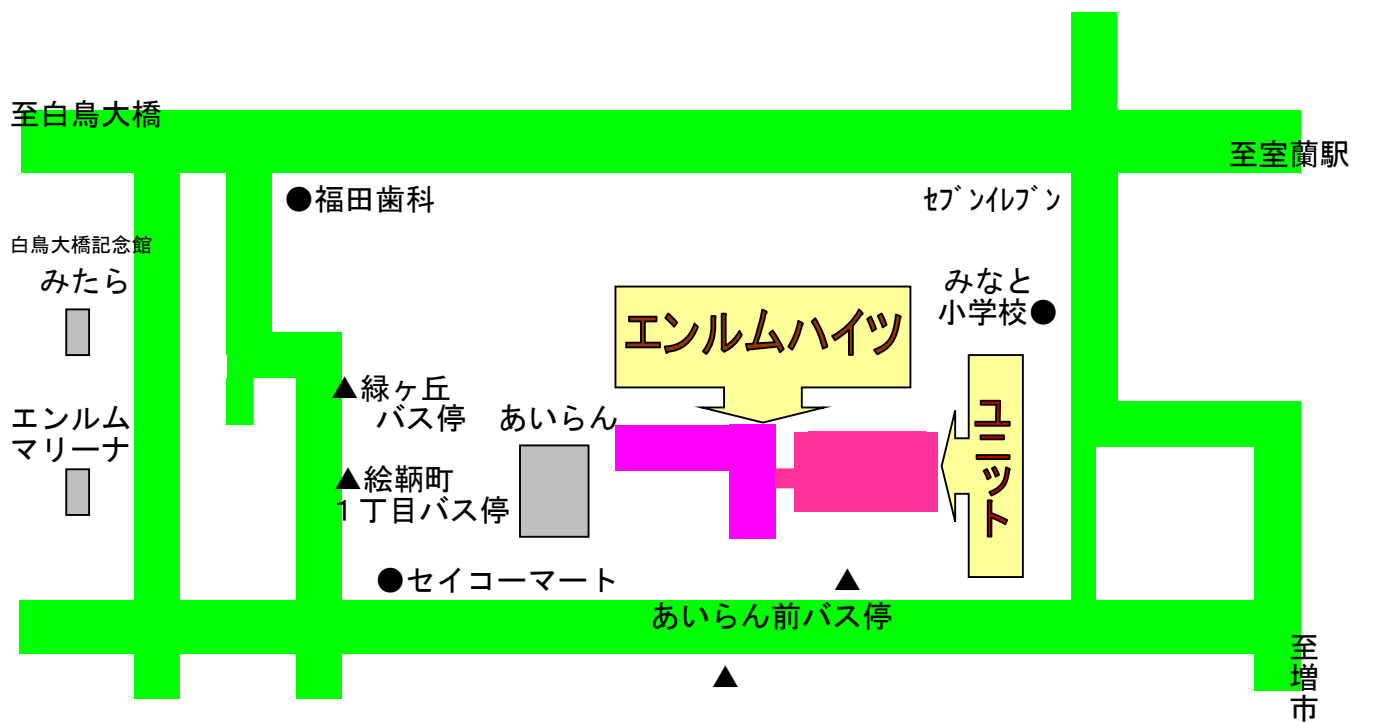 至白鳥大橋
至室蘭駅
●福田歯科
ｾﾌﾞﾝｲﾚﾌﾞﾝ
白鳥大橋記念館
みたら
みなと
小学校●
エンルムハイツ
▲緑ヶ丘
バス停
あいらん
ユニット
エンルム
マリーナ
▲絵鞆町
１丁目バス停
●セイコーマート
▲
あいらん前バス停
▲
至増市